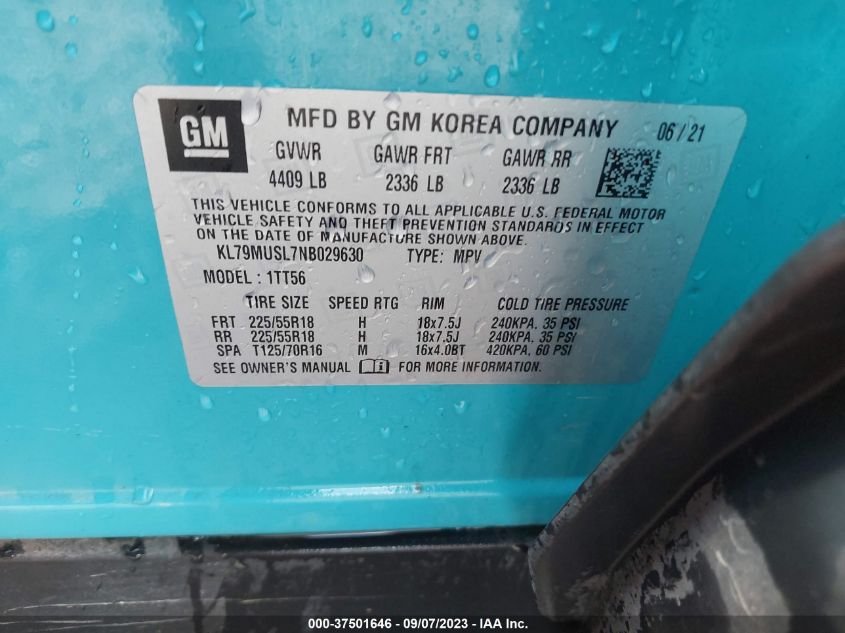 GM MFD BY GM KOREA COMPANY 06/21
GVWR GAWR FRT GAWR RR
4409 LB 2336 LB 2336 LB
THIS VEHICLE CONFORMS TO ALL APPLICABLE U.S. FEDERAL MOTOR
VEHICLE SAFETY AND THEFT PREVENTION STANDARDS IN EFFECT
ON THE DATE OF MANUFACTURE SHOWN ABOVE.
KL79MUSL7NB029630 TYPE: MPV
MODEL : 1TT56
TIRE SIZE SPEED RTG RIM COLD TIRE PRESSURE
FRT 225/55R18 H 18x7.5J 240KPA, 35 PSI
RR 225/55R18 H 18x7.5J 240KPA, 35 PSI
SPA T125/70R16 M 16x4.0BT 420KPA, 60 PSI
SEE OWNER'S MANUAL FOR MORE INFORMATION.
000-37501646 - 09/07/2023 - IAA Inc.